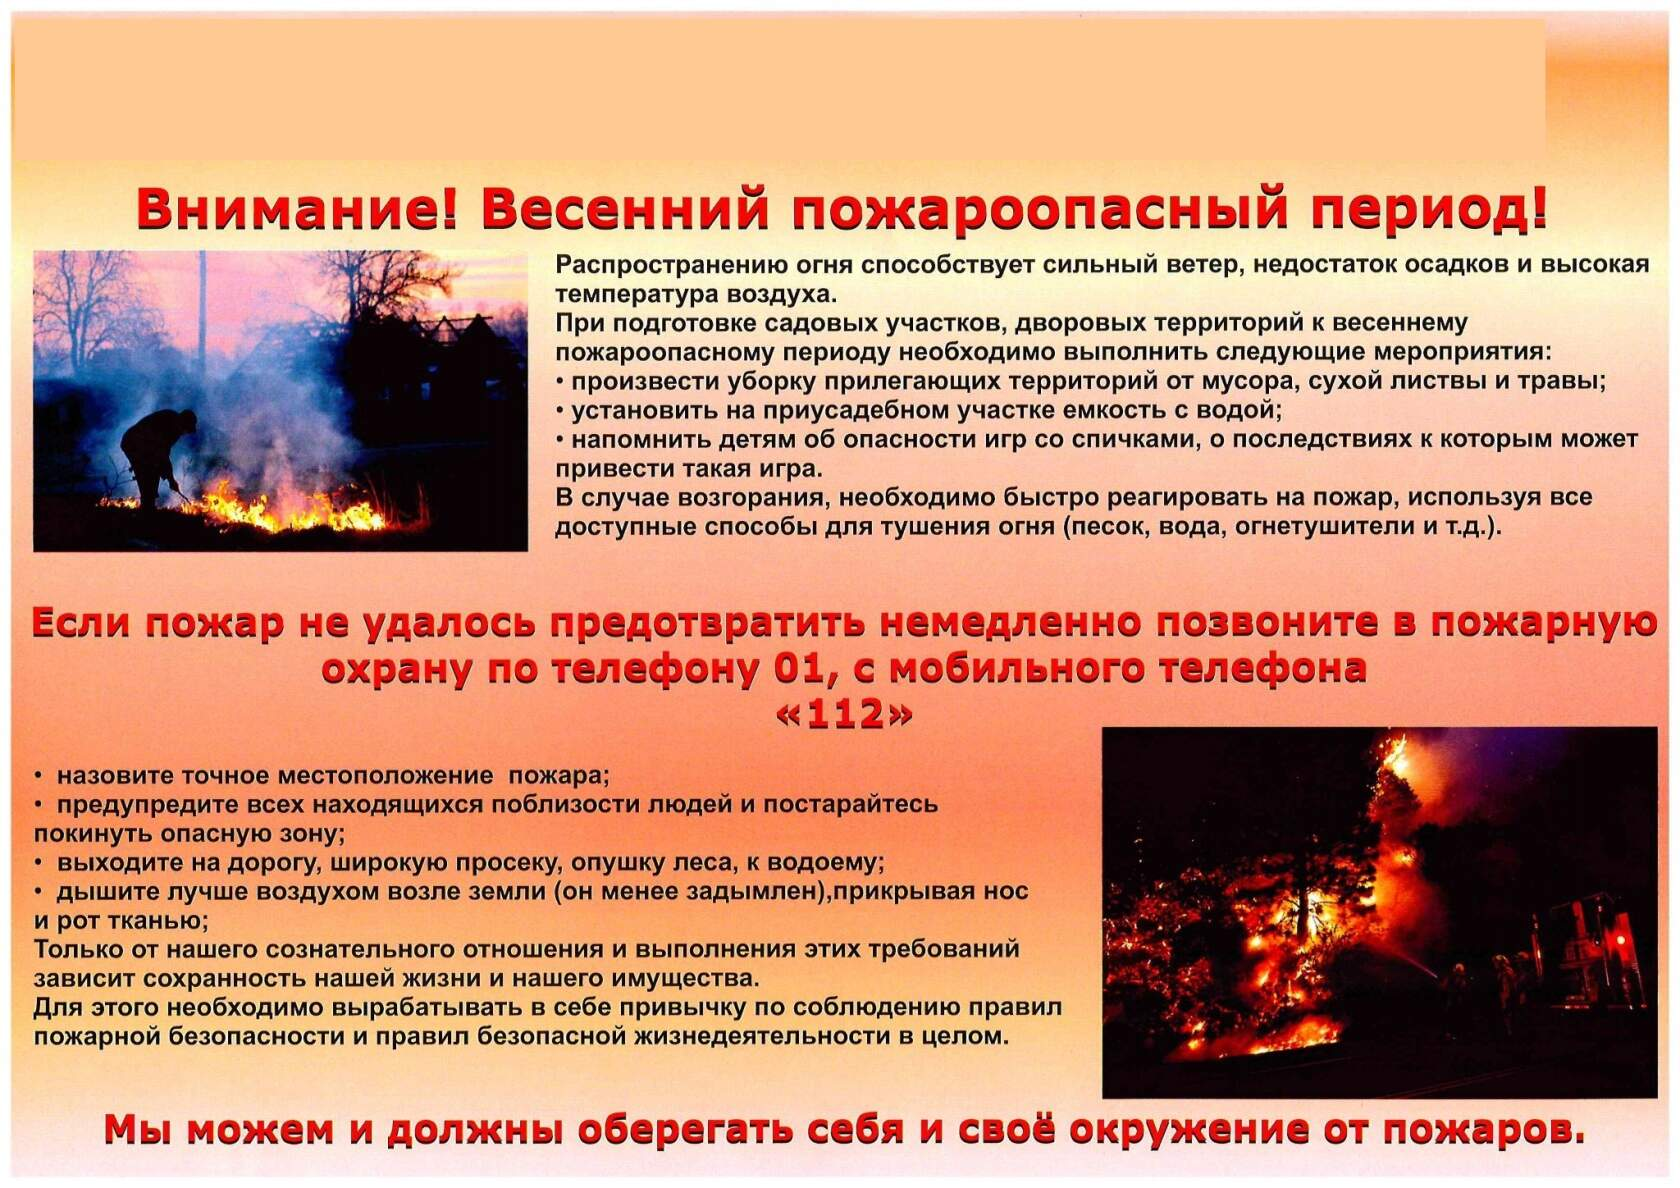 Внимание! Весенний пожароопасный период!
Распространению огня способствует сильный ветер, недостаток осадков и высокая
температура воздуха.
При подготовке садовых участков, дворовых территорий к весеннему
пожароопасному периоду необходимо выполнить следующие мероприятия:
• произвести уборку прилегающих территорий от мусора, сухой листвы и травы;
• установить на приусадебном участке емкость с водой;
• напомнить детям об опасности игр со спичками, о последствиях к которым может
привести такая игра.
В случае возгорания, необходимо быстро реагировать на пожар, используя все
доступные способы для тушения огня (песок, вода, огнетушители и т.д.).
Если пожар не удалось предотвратить немедленно позвоните в пожарную
охрану по телефону 01, с мобильного телефона
«112»
• назовите точное местоположение пожара;
• предупредите всех находящихся поблизости людей и постарайтесь
покинуть опасную зону;
• выходите на дорогу, широкую просеку, опушку леса, к водоему;
• дышите лучше воздухом возле земли (он менее задымлен),прикрывая нос
и рот тканью;
Только от нашего сознательного отношения и выполнения этих требований
зависит сохранность нашей жизни и нашего имущества.
Для этого необходимо вырабатывать в себе привычку по соблюдению правил
пожарной безопасности и правил безопасной жизнедеятельности в целом.
Мы можем и должны оберегать себя и своё окружение от пожаров.